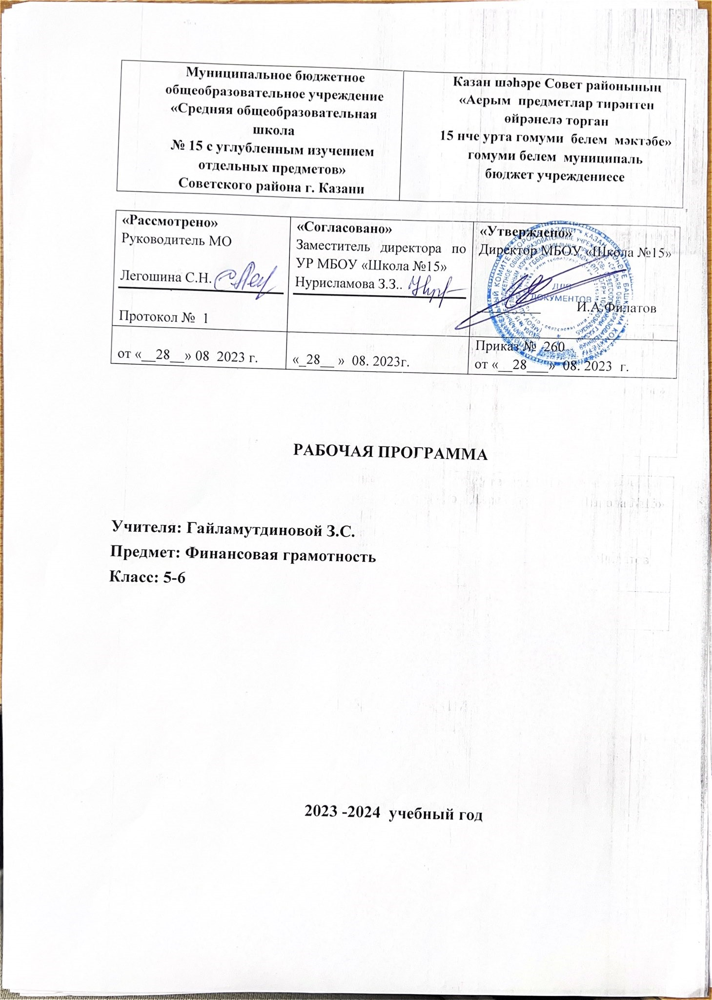 Муниципальное бюджетное
общеобразовательное учреждение
«Средняя общеобразовательная
школа
№ 15 с углубленным изучением
отдельных предметов»
Советского района г. Казани
Казан шәһәре Совет районының
«Аерым предметлар тирәнтен
өйрәнелә торган
15 нче урта гомуми белем мәктәбе»
гомуми белем муниципаль
бюджет учреждениесе
«Рассмотрено»
Руководитель МО
Легошина С.Н.
Протокол № 1
«Согласовано»
Заместитель директора по
УР МБОУ «Школа №15»
Нурисламова З.З..
«Утверждено»
Директор МБОУ «Школа №15»
И.А.Филатов
ДЛЯ
ДОКУМЕНТОВ
от «__28__» 08 2023 г.
«_28__ » 08. 2023г.
Приказ № 260
от «__28___» 08. 2023 г.
РАБОЧАЯ ПРОГРАММА
Учителя: Гайламутдиновой З.С.
Предмет: Финансовая грамотность
Класс: 5-6
2023 -2024 учебный год